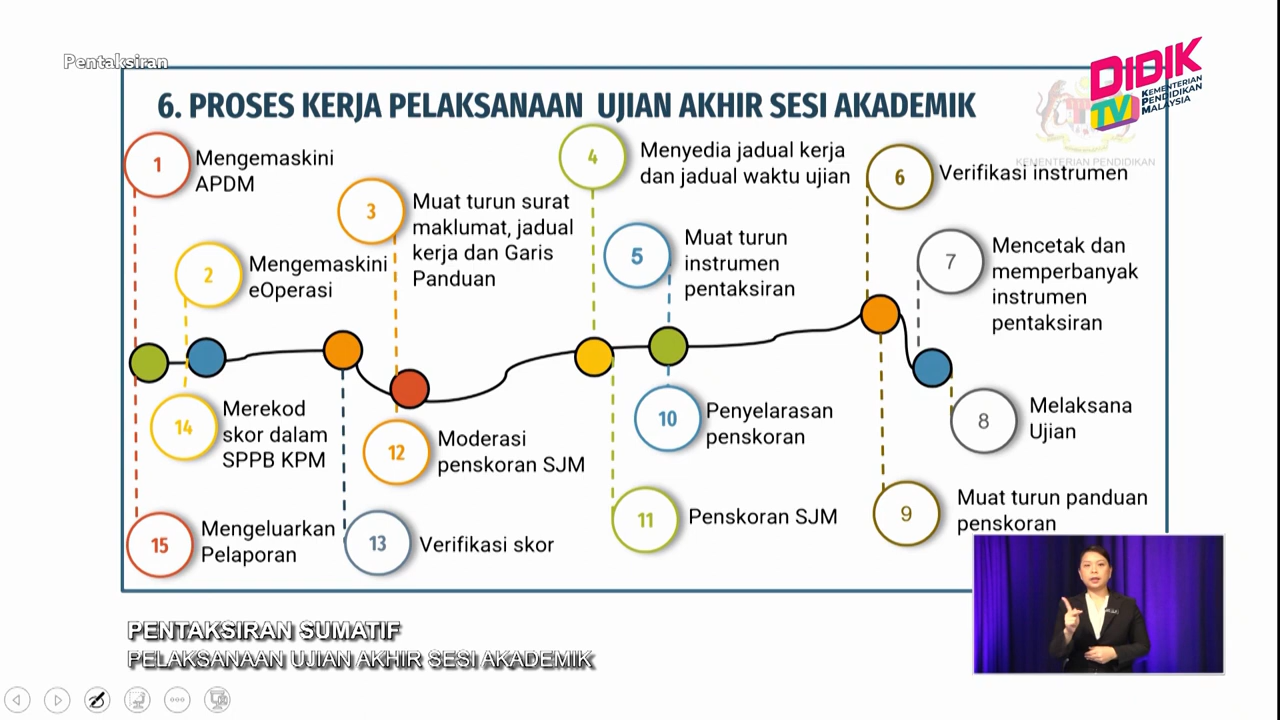 Pentaksiran
DIDIK
TV
KEMENTERIAN
PENDIDIKAN
MALAYSIA
KEMENTERIAN PENDIDIKAN
6. PROSES KERJA PELAKSANAAN UJIAN AKHIR SESI AKADEMIK
1
Mengemaskini
APDM
2
Mengemaskini
eOperasi
3
Muat turun surat
maklumat, jadual
kerja dan Garis
Panduan
4
Menyedia jadual kerja
dan jadual waktu ujian
5
Muat turun
instrumen
pentaksiran
6
Verifikasi instrumen
7
Mencetak dan
memperbanyak
instrumen
pentaksiran
8
Melaksana
Ujian
9
Muat turun panduan
penskoran
10
Penyelarasan
penskoran
11
Penskoran SJM
12
Moderasi
penskoran SJM
13
Verifikasi skor
14
Merekod
skor dalam
SPPB KPM
15
Mengeluarkan
Pelaporan
PENTAKSIRAN SUMATIF
PELAKSANAAN UJIAN AKHIR SESI AKADEMIK